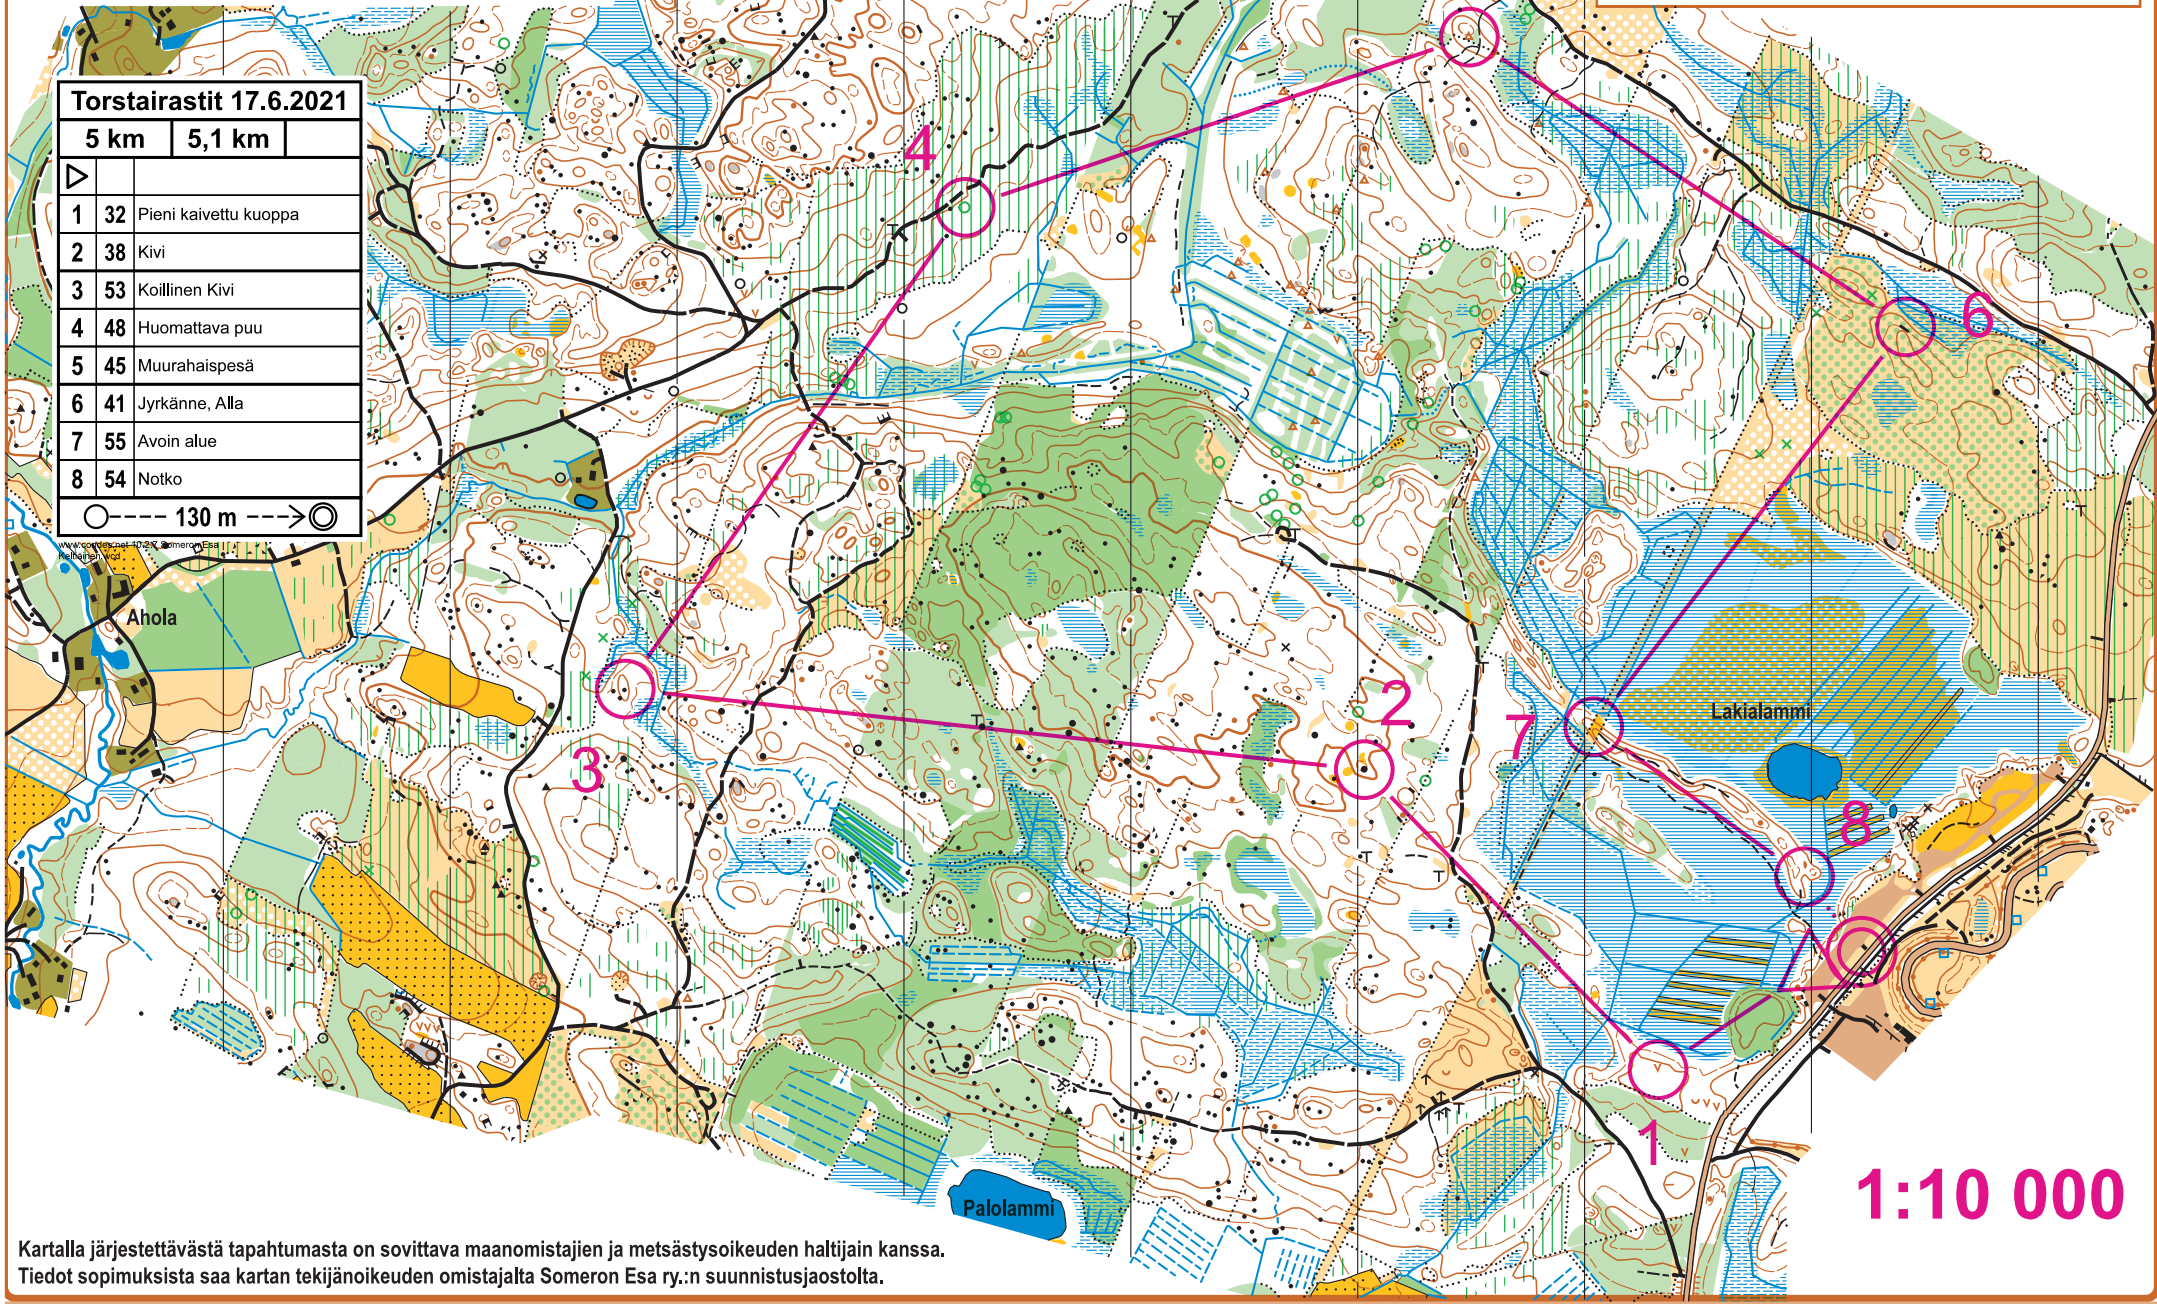 Torstairastit 17.6.2021
5 km 5,1 km
1 32 Pieni kaivettu kuoppa
2 38 Kivi
3 53 Koillinen Kivi
4 48 Huomattava puu
5 45 Muurahaispesä
6 41 Jyrkänne, Alla
7 55 Avoin alue
8 54 Notko
130 m
Keltainen.wcd
Ahola
4
6
2
7
Lakialammi
3
8
1
Palolammi
1:10 000
Kartalla järjestettävästä tapahtumasta on sovittava maanomistajien ja metsästysoikeuden haltijain kanssa.
Tiedot sopimuksista saa kartan tekijänoikeuden omistajalta Someron Esa ry.:n suunnistusjaostolta.